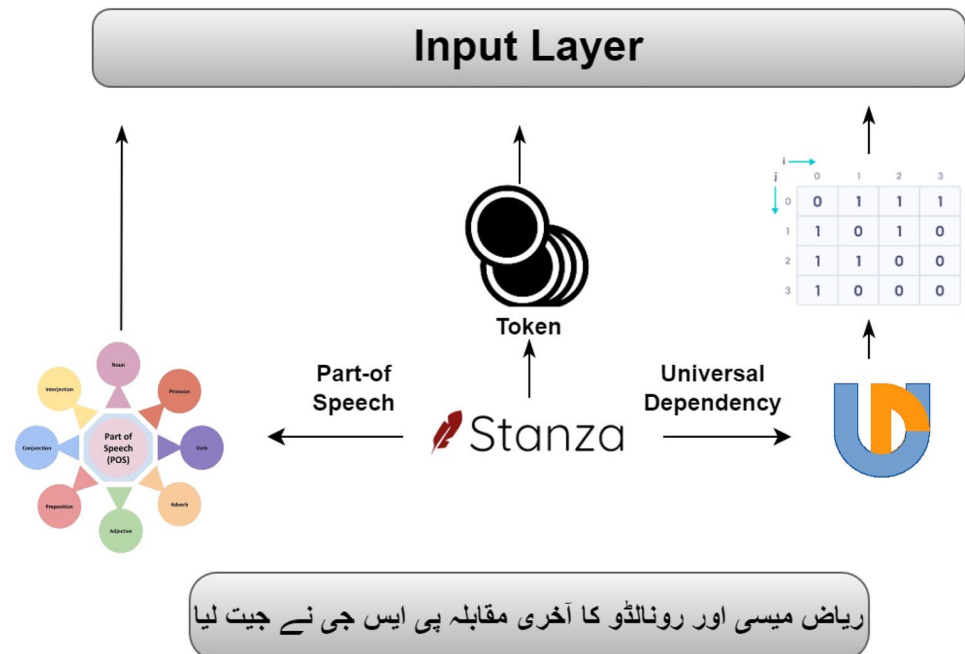 Input Layer
i
j
0 1 2 3
0 0 1 1 1
1 1 0 1 0
2 1 1 0 0
3 1 0 0 0
Token
Part-of
Speech
Universal
Dependency
Stanza
UD
Noun
Pronoun
Verb
Adverb
Adjective
Preposition
Conjunction
Interjection
Part of
Speech
(POS)
ریاض میسی اور رونالڈو کا آخری مقابلہ پی ایس جی نے جیت لیا